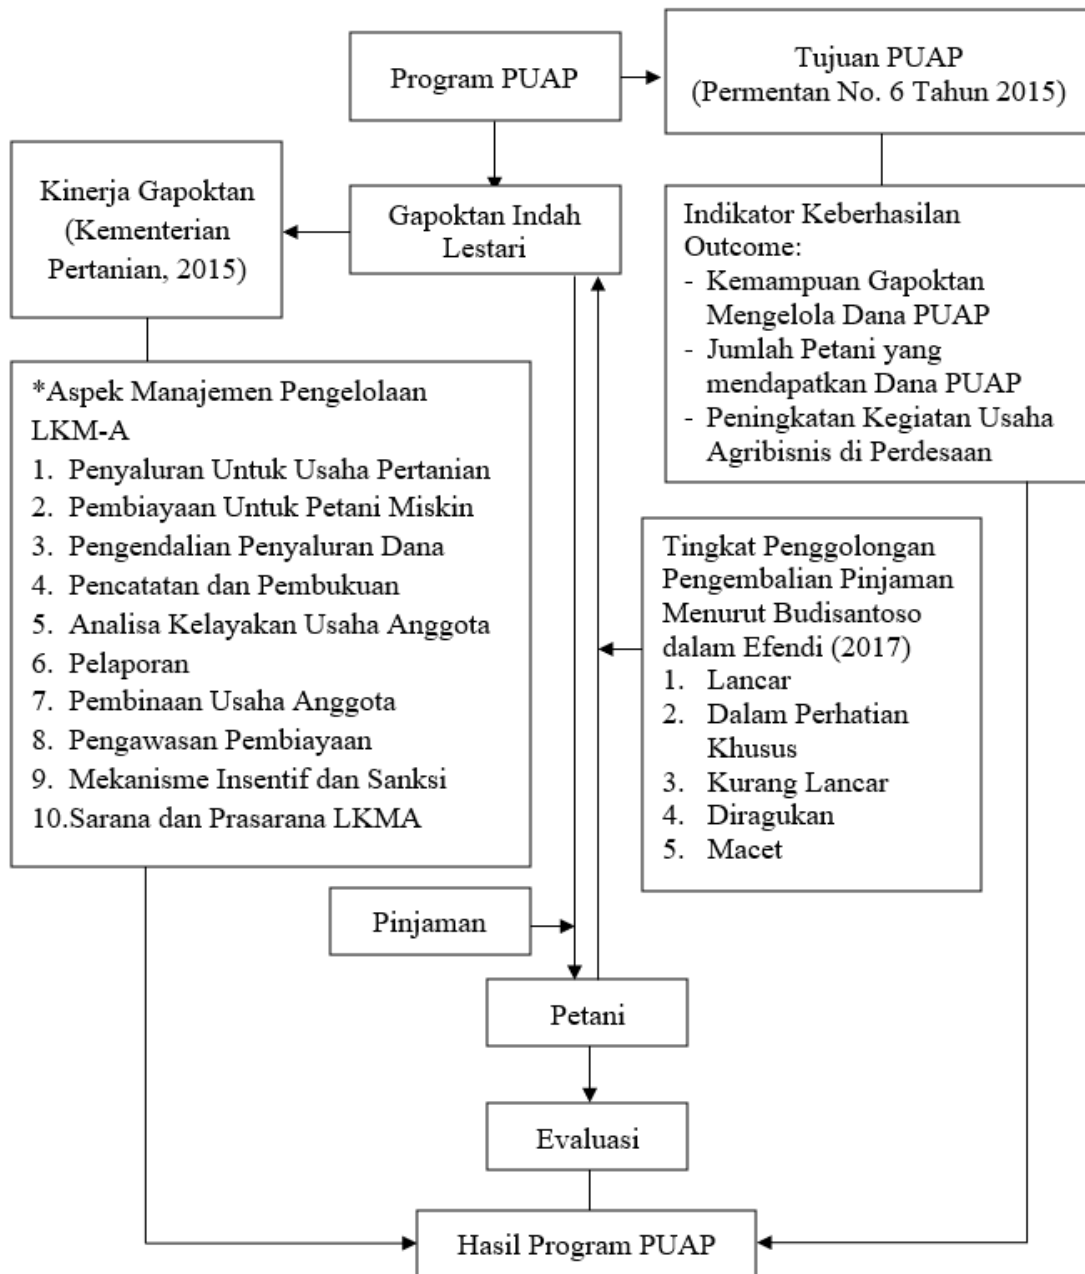 Program PUAP
Tujuan PUAP
(Permentan No. 6 Tahun 2015)
Kinerja Gapoktan
(Kementerian
Pertanian, 2015)
Gapoktan Indah
Lestari
Indikator Keberhasilan
Outcome:
- Kemampuan Gapoktan
Mengelola Dana PUAP
- Jumlah Petani yang
mendapatkan Dana PUAP
- Peningkatan Kegiatan Usaha
Agribisnis di Perdesaan
*Aspek Manajemen Pengelolaan
LKM-A
1. Penyaluran Untuk Usaha Pertanian
2. Pembiayaan Untuk Petani Miskin
3. Pengendalian Penyaluran Dana
4. Pencatatan dan Pembukuan
5. Analisa Kelayakan Usaha Anggota
6. Pelaporan
7. Pembinaan Usaha Anggota
8. Pengawasan Pembiayaan
9. Mekanisme Insentif dan Sanksi
10.Sarana dan Prasarana LKMA
Tingkat Penggolongan
Pengembalian Pinjaman
Menurut Budisantoso
dalam Efendi (2017)
1. Lancar
2. Dalam Perhatian
Khusus
3. Kurang Lancar
4. Diragukan
5. Macet
Pinjaman
Petani
Evaluasi
Hasil Program PUAP